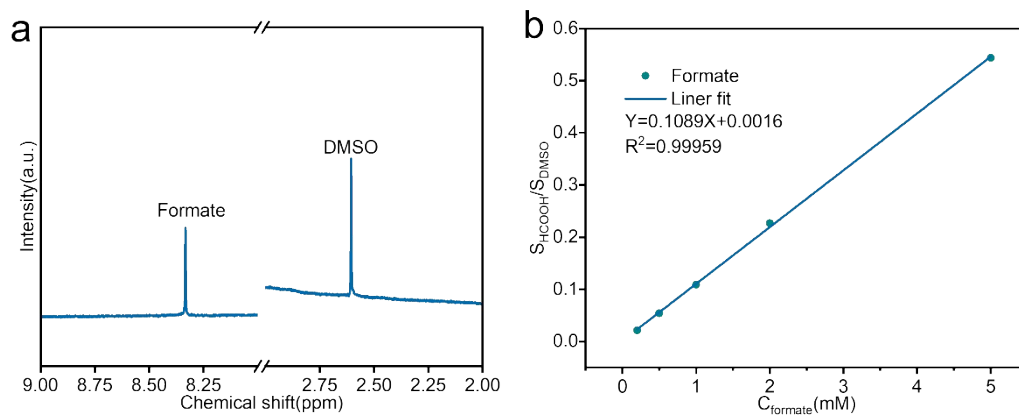 a
Intensity(a.u.)
Formate
DMSO
9.00 8.75 8.50 8.25 2.75 2.50 2.25 2.00
Chemical shift(ppm)
b
S_HCOOH/S_DMSO
0.6
0.5
0.4
0.3
0.2
0.1
0.0
Formate
Liner fit
Y=0.1089X+0.0016
R²=0.99959
0 1 2 3 4 5
C_formate(mM)